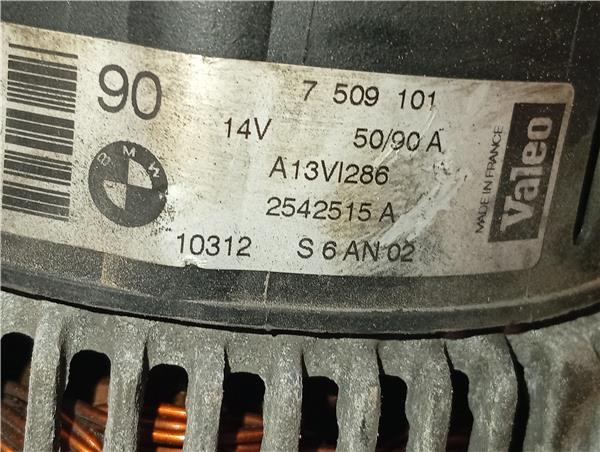 90
7 509 101
14V 50/90 A
A13VI286
2542515 A
10312 S 6 AN 02
BMW
MADE IN FRANCE
Valeo